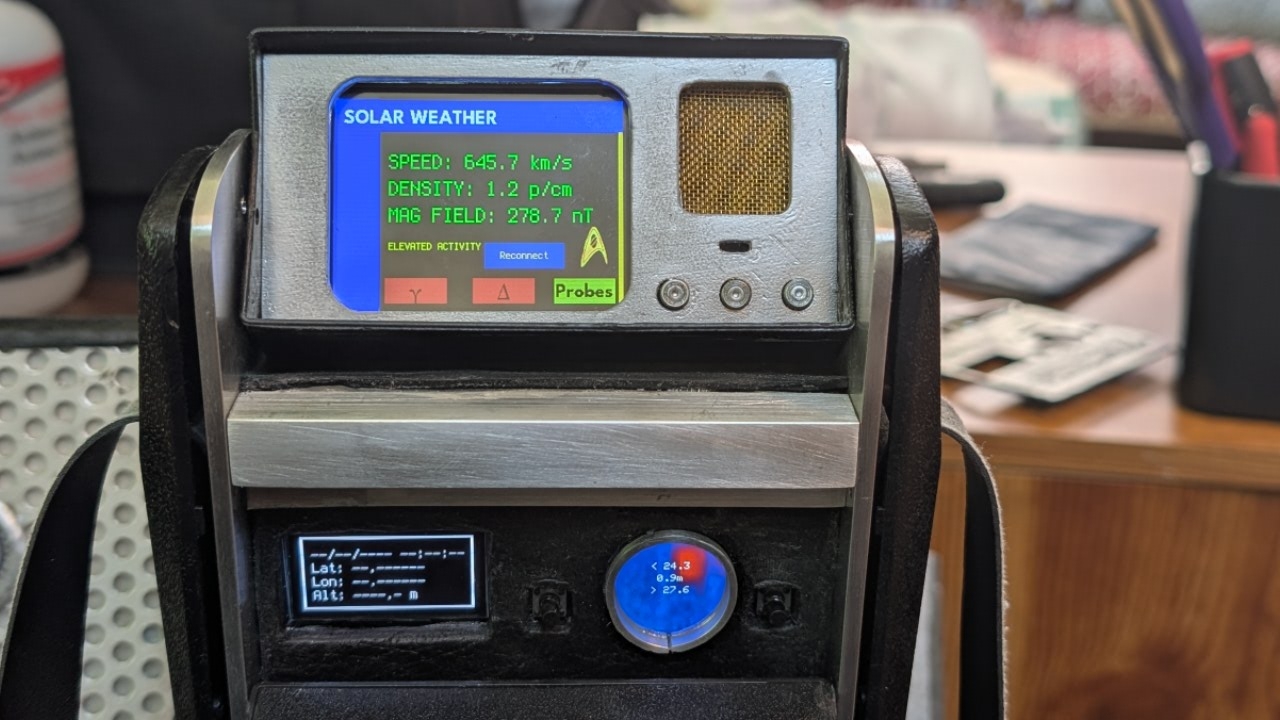 SOLAR WEATHER
SPEED: 645.7 km/s
DENSITY: 1.2 p/cm
MAG FIELD: 278.7 nT
ELEVATED ACTIVITY
Reconnect
γ Δ Probes
--/--/---- --:--:--
Lat: --,------
Lon: --,------
Alt: ----,- m
< 24.3
0.9m
> 27.6